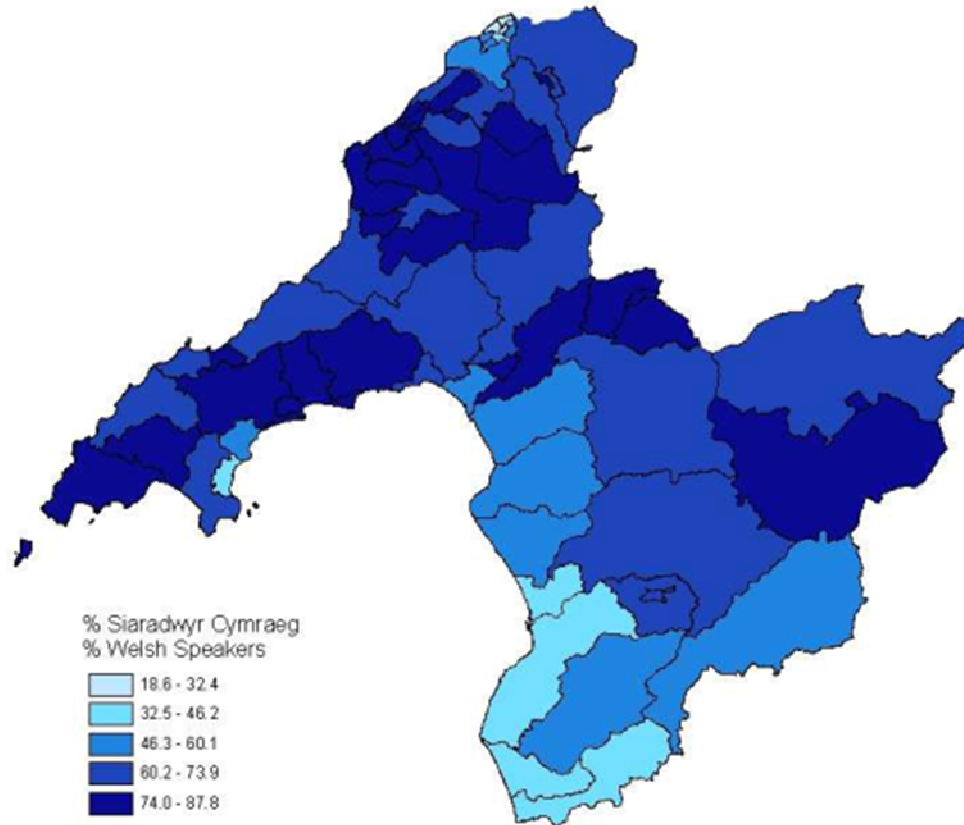 % Siaradwyr Cymraeg
% Welsh Speakers
18.6 - 32.4
32.5 - 46.2
46.3 - 60.1
60.2 - 73.9
74.0 - 87.8